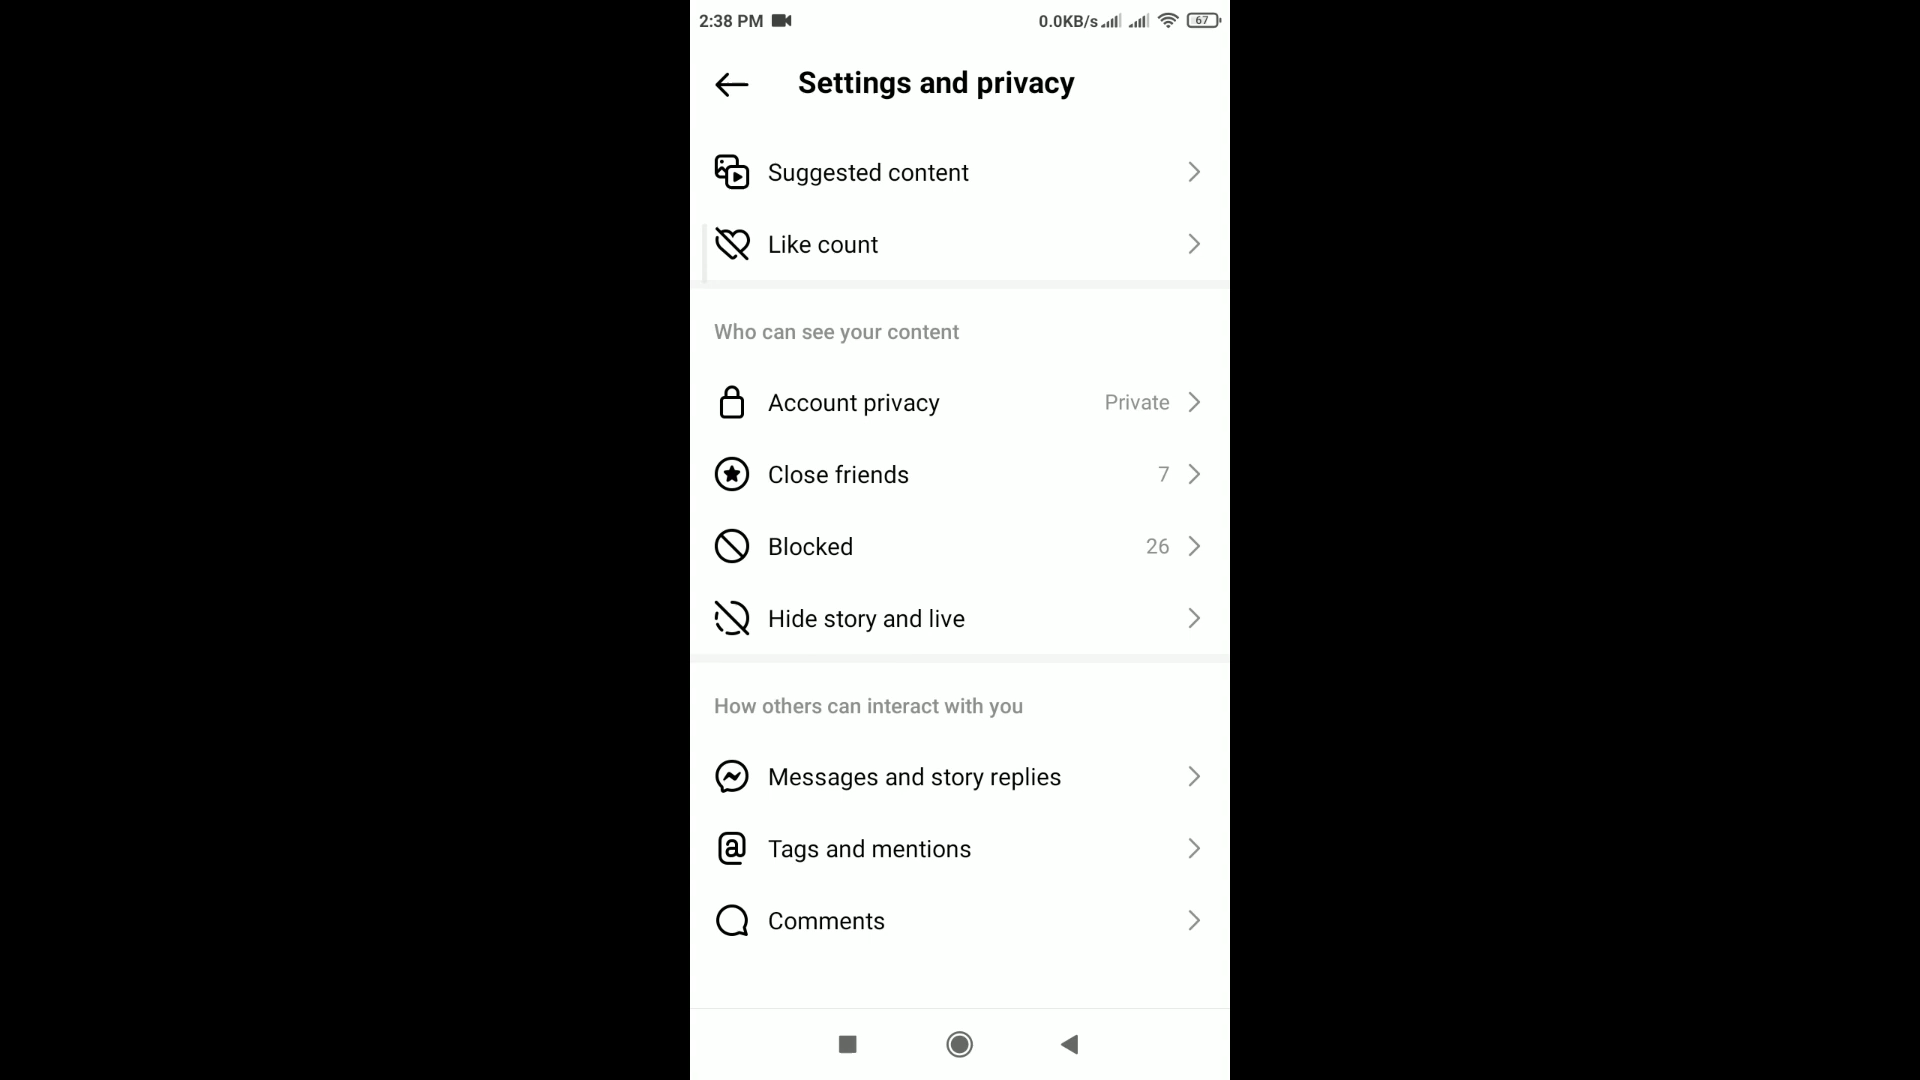 2:38 PM 0.0KB/s 67
Settings and privacy
Suggested content
Like count
Who can see your content
Account privacy Private
Close friends 7
Blocked 26
Hide story and live
How others can interact with you
Messages and story replies
Tags and mentions
Comments